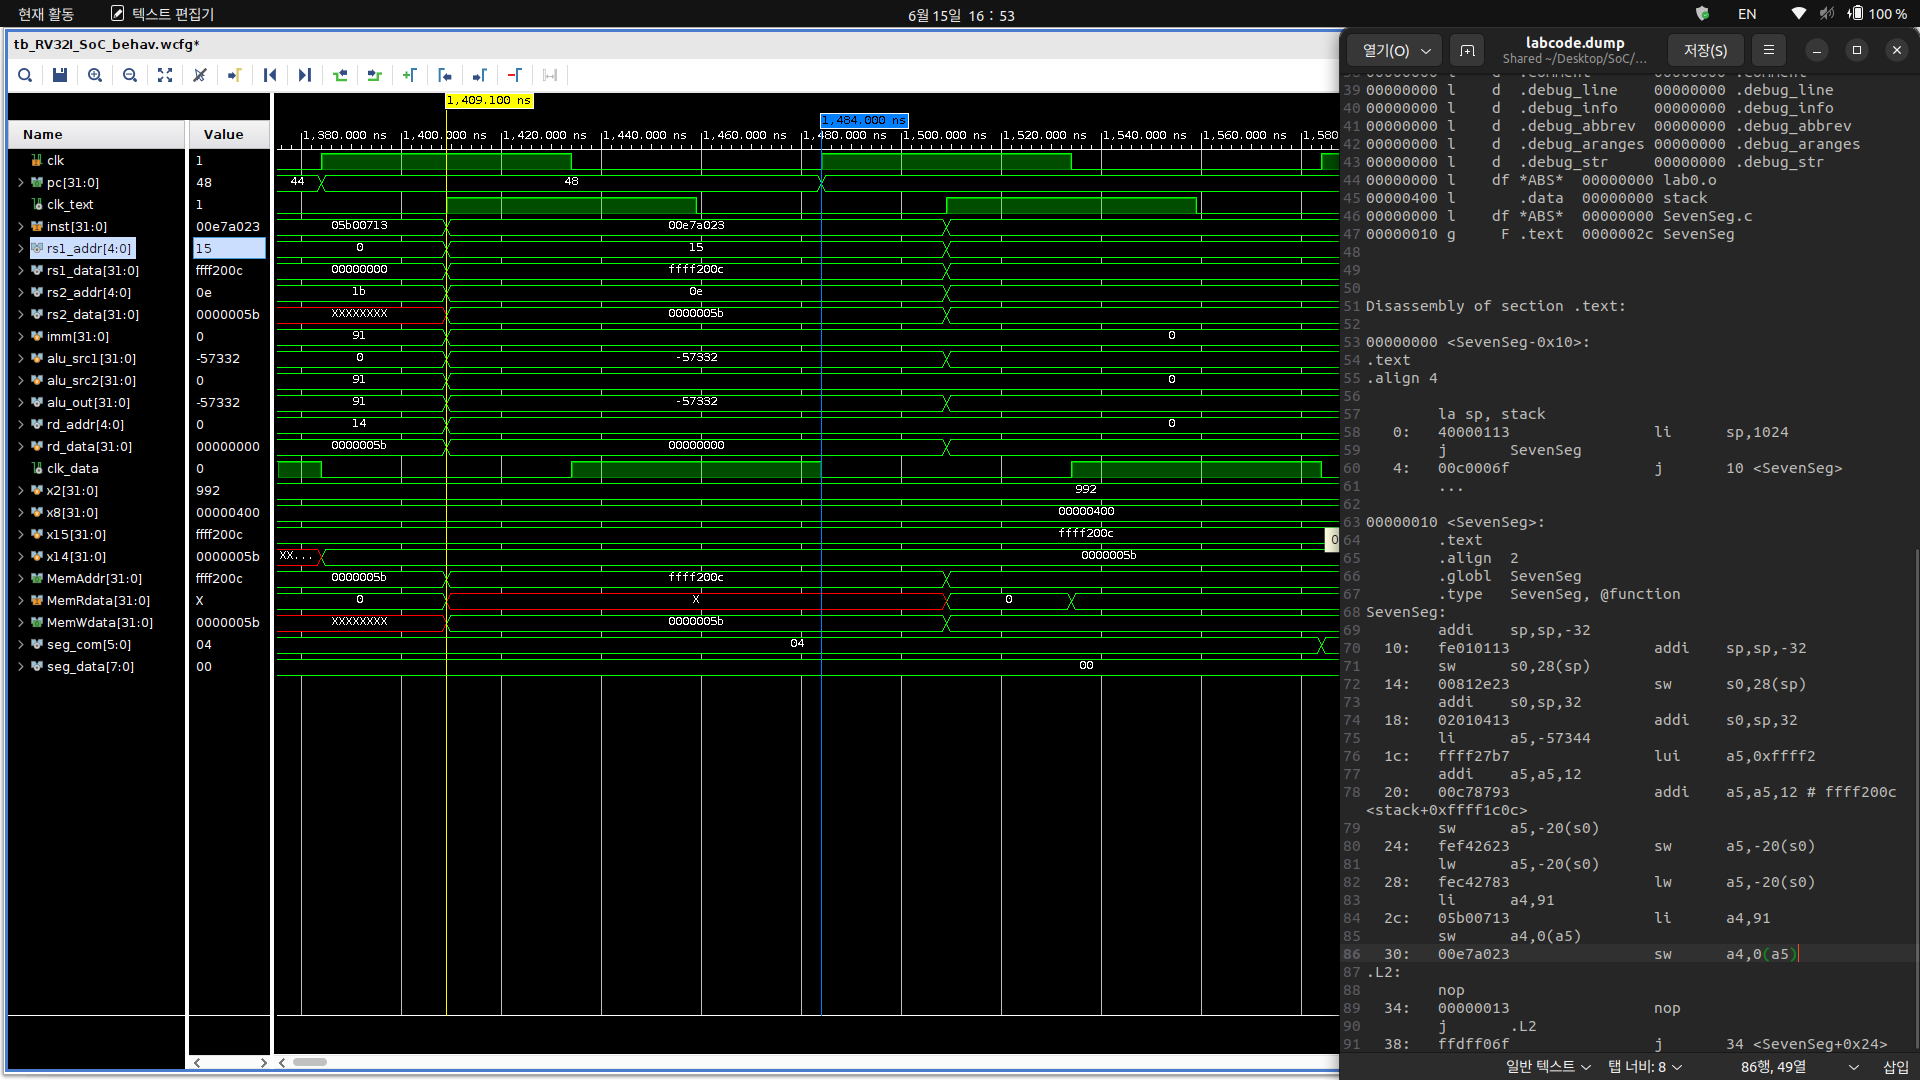 현재 활동 텍스트 편집기 6월 15일 16 : 53 EN 100 %
tb_RV32I_SoC_behav.wcfg*
1,409.100 ns
1,484.000 ns
Name Value 1,380.000 ns 1,400.000 ns 1,420.000 ns 1,440.000 ns 1,460.000 ns 1,480.000 ns 1,500.000 ns 1,520.000 ns 1,540.000 ns 1,560.000 ns 1,580
clk 1
pc[31:0] 48 44 48
clk_text 1
inst[31:0] 00e7a023 05b00713 00e7a023
rs1_addr[4:0] 15 0 15
rs1_data[31:0] ffff200c 00000000 ffff200c
rs2_addr[4:0] 0e 1b 0e
rs2_data[31:0] 0000005b XXXXXXXX 0000005b
imm[31:0] 0 91 0
alu_src1[31:0] -57332 0 -57332
alu_src2[31:0] 0 91 0
alu_out[31:0] -57332 91 -57332
rd_addr[4:0] 0 14 0
rd_data[31:0] 00000000 0000005b 00000000
clk_data 0
x2[31:0] 992 992
x8[31:0] 00000400 00000400
x15[31:0] ffff200c ffff200c 0
x14[31:0] 0000005b XX... 0000005b
MemAddr[31:0] ffff200c 0000005b ffff200c
MemRdata[31:0] X 0 X 0
MemWdata[31:0] 0000005b XXXXXXXX 0000005b
seg_com[5:0] 04 04
seg_data[7:0] 00 00
열기(O) labcode.dump 저장(S)
Shared ~/Desktop/SoC/...
39 00000000 l    d  .debug_line    00000000 .debug_line
40 00000000 l    d  .debug_info    00000000 .debug_info
41 00000000 l    d  .debug_abbrev  00000000 .debug_abbrev
42 00000000 l    d  .debug_aranges 00000000 .debug_aranges
43 00000000 l    d  .debug_str     00000000 .debug_str
44 00000000 l    df *ABS*  00000000 lab0.o
45 00000400 l       .data  00000000 stack
46 00000000 l    df *ABS*  00000000 SevenSeg.c
47 00000010 g     F .text  0000002c SevenSeg
48
49
50
51 Disassembly of section .text:
52
53 00000000 <SevenSeg-0x10>:
54 .text
55 .align 4
56
57 la sp, stack
58 0: 40000113 li sp,1024
59 j SevenSeg
60 4: 00c0006f j 10 <SevenSeg>
61 ...
62
63 00000010 <SevenSeg>:
64 .text
65 .align 2
66 .globl SevenSeg
67 .type SevenSeg, @function
68 SevenSeg:
69 addi sp,sp,-32
70 10: fe010113 addi sp,sp,-32
71 sw s0,28(sp)
72 14: 00812e23 sw s0,28(sp)
73 addi s0,sp,32
74 18: 02010413 addi s0,sp,32
75 li a5,-57344
76 1c: ffff27b7 lui a5,0xffff2
77 addi a5,a5,12
78 20: 00c78793 addi a5,a5,12 # ffff200c
<stack+0xffff1c0c>
79 sw a5,-20(s0)
80 24: fef42623 sw a5,-20(s0)
81 lw a5,-20(s0)
82 28: fec42783 lw a5,-20(s0)
83 li a4,91
84 2c: 05b00713 li a4,91
85 sw a4,0(a5)
86 30: 00e7a023 sw a4,0(a5)
87 .L2:
88 nop
89 34: 00000013 nop
90 j .L2
91 38: ffdff06f j 34 <SevenSeg+0x24>
일반 텍스트 탭 너비: 8 86행, 49열 삽입